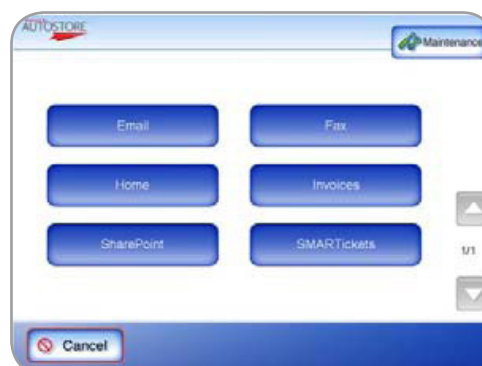 AUTOSTORE
Maintenance
Email Fax
Home Invoices
SharePoint SMARTickets
1/1
Cancel